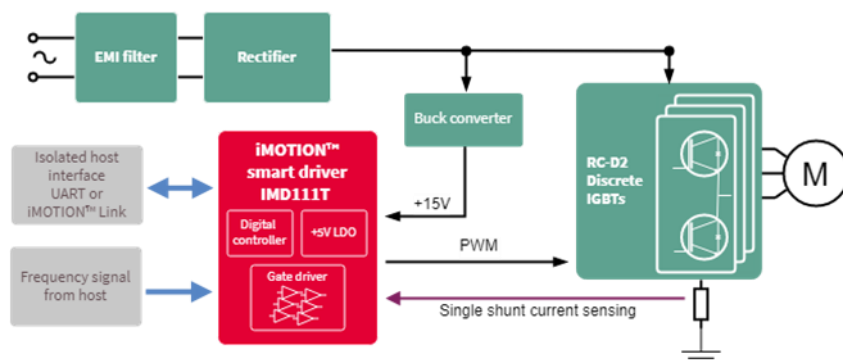 EMI filter
Rectifier
Buck converter
RC-D2
Discrete
IGBTs
M
Isolated host
interface
UART or
iMOTION™ Link
iMOTION™
smart driver
IMD111T
Digital
controller
+5V LDO
Gate driver
+15V
PWM
Frequency signal
from host
Single shunt current sensing